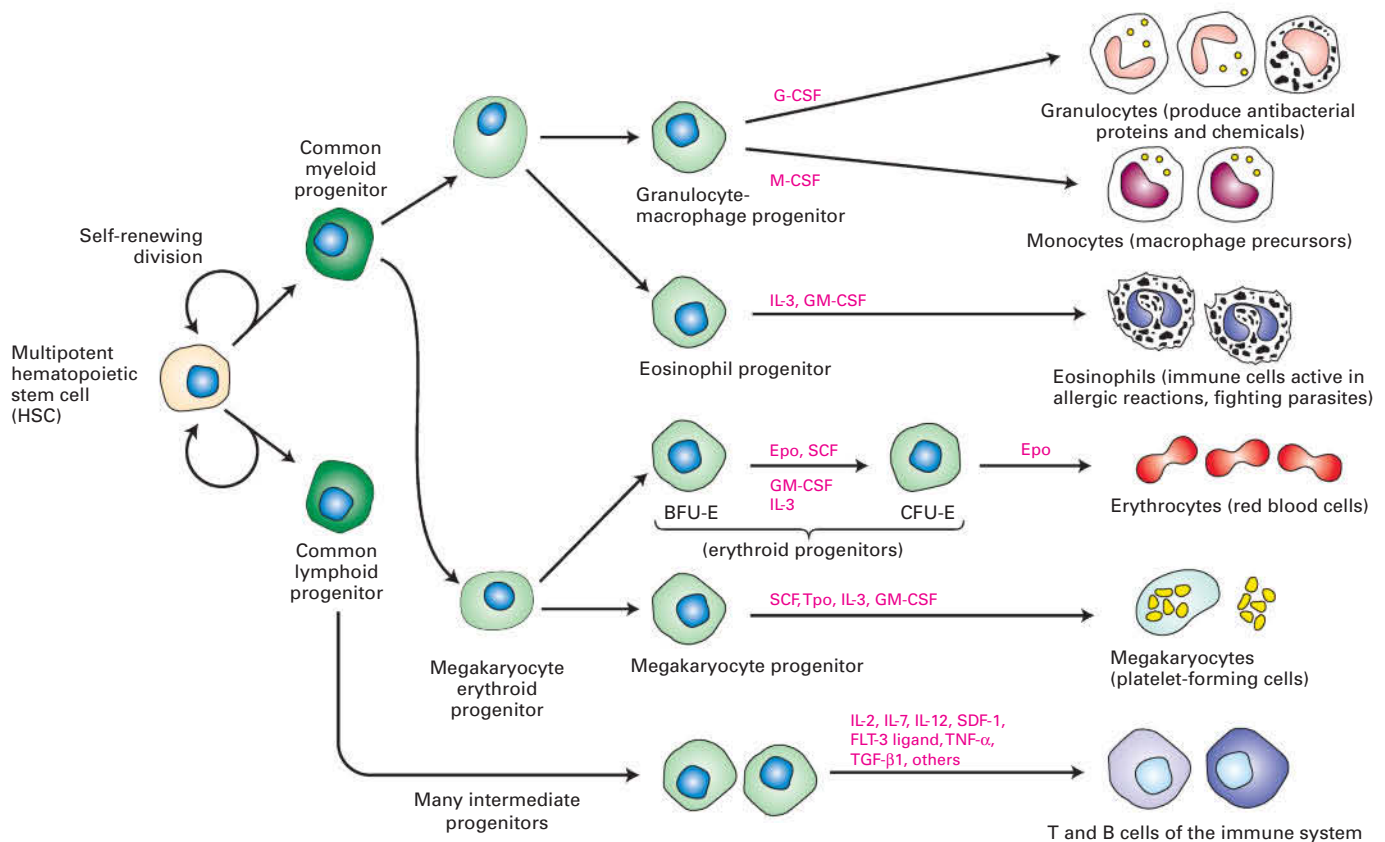 G-CSF
Granulocytes (produce antibacterial
proteins and chemicals)
Common
myeloid
progenitor
M-CSF
Granulocyte-
macrophage progenitor
Monocytes (macrophage precursors)
Self-renewing
division
IL-3, GM-CSF
Multipotent
hematopoietic
stem cell
(HSC)
Eosinophil progenitor
Eosinophils (immune cells active in
allergic reactions, fighting parasites)
Epo, SCF
GM-CSF
IL-3
Epo
BFU-E
CFU-E
(erythroid progenitors)
Erythrocytes (red blood cells)
Common
lymphoid
progenitor
SCF, Tpo, IL-3, GM-CSF
Megakaryocyte progenitor
Megakaryocytes
(platelet-forming cells)
Megakaryocyte
erythroid
progenitor
IL-2, IL-7, IL-12, SDF-1,
FLT-3 ligand, TNF-α,
TGF-β1, others
Many intermediate
progenitors
T and B cells of the immune system